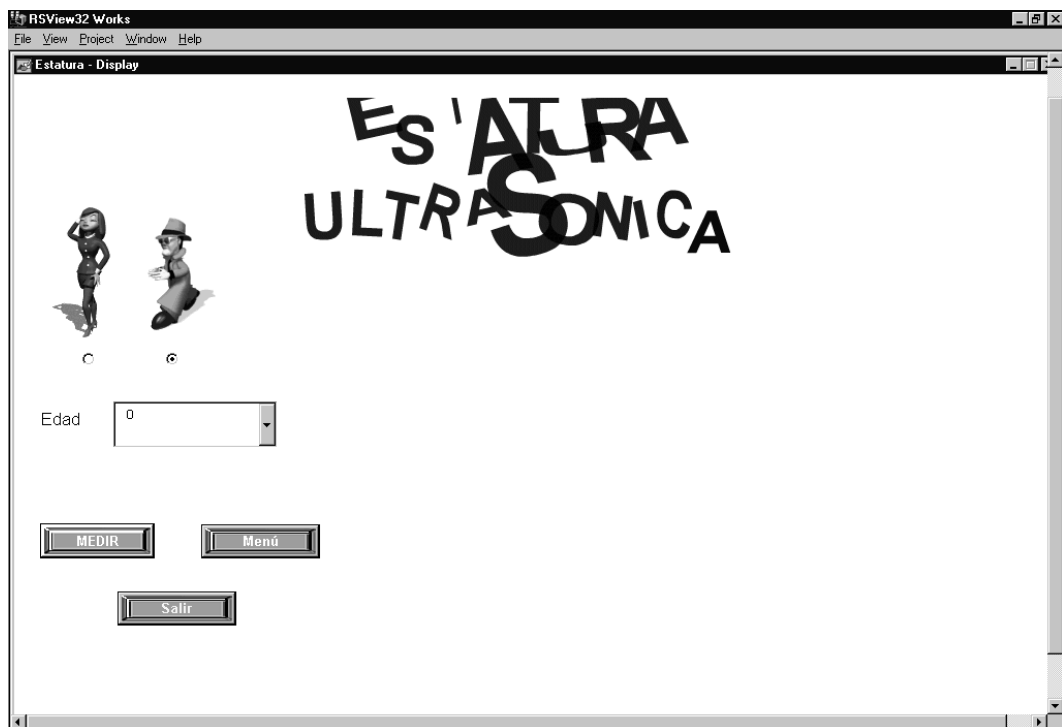 RSView32 Works
File View Project Window Help
Estatura - Display
ESTATURA
ULTRASONICA
Edad 0
MEDIR Menú
Salir